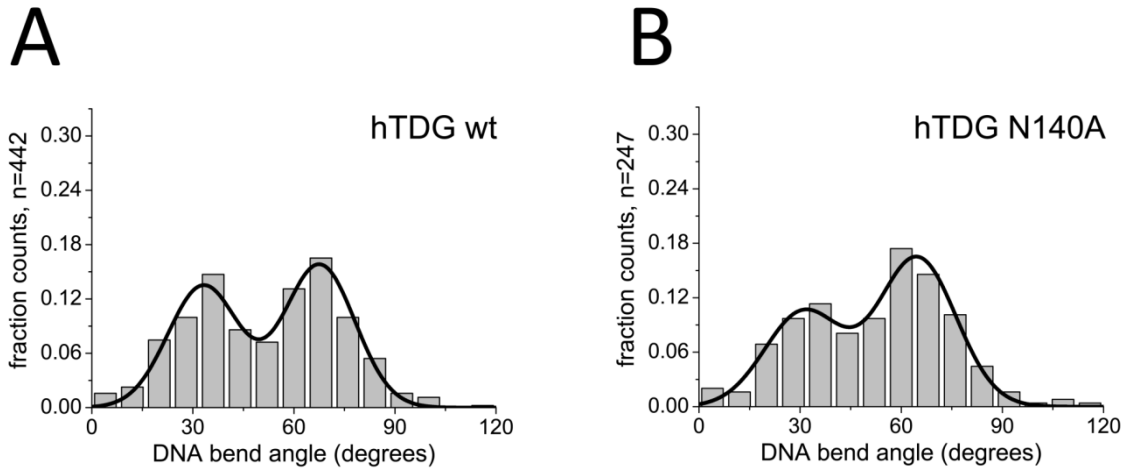 A
hTDG wt
fraction counts, n=442
0.30
0.24
0.18
0.12
0.06
0.00
0
30
60
90
120
DNA bend angle (degrees)
B
hTDG N140A
fraction counts, n=247
0.30
0.24
0.18
0.12
0.06
0.00
0
30
60
90
120
DNA bend angle (degrees)